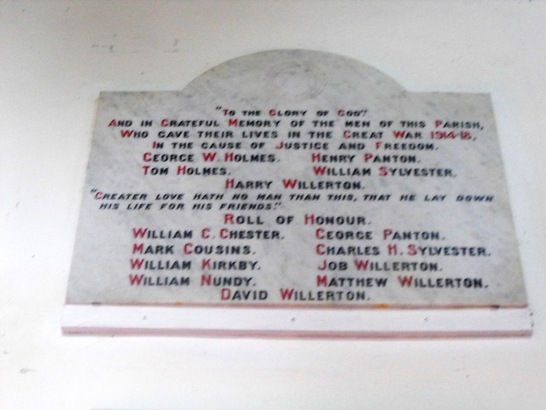 "To the Glory of God".
And in Grateful Memory of the men of this Parish,
Who gave their lives in the Great War 1914-18,
In the cause of Justice and Freedom.
George W. Holmes. Henry Panton.
Tom Holmes. William Sylvester.
Harry Willerton.
"Greater love hath no man than this, that he lay down
his life for his friends."
Roll of Honour.
William C. Chester. George Panton.
Mark Cousins. Charles H. Sylvester.
William Kirkby. Job Willerton.
William Nundy. Matthew Willerton.
David Willerton.